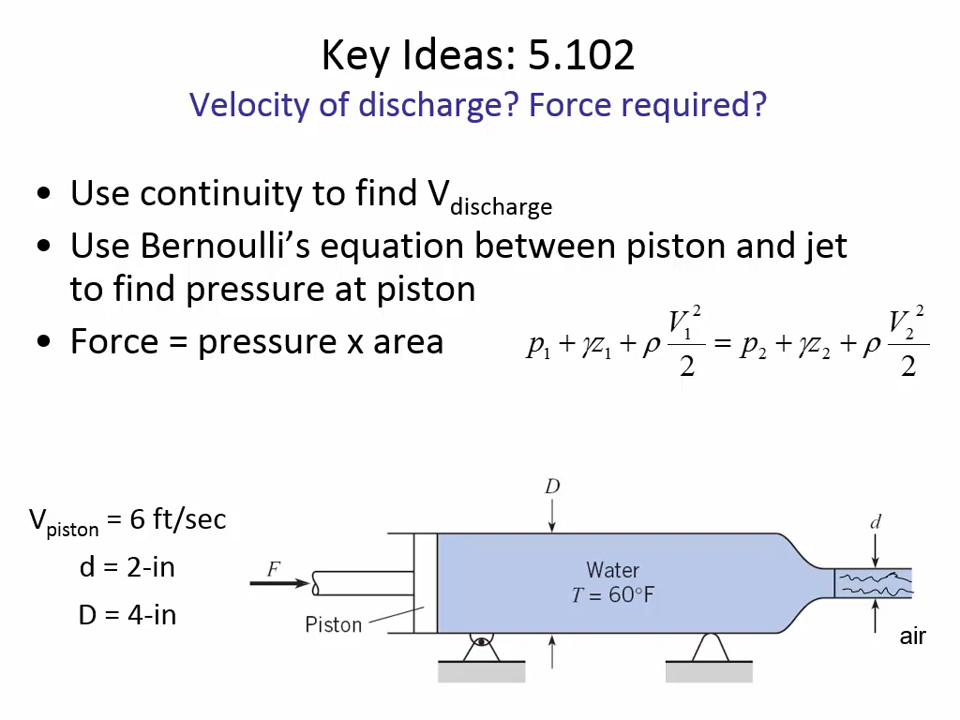 Key Ideas: 5.102
Velocity of discharge? Force required?
• Use continuity to find V_discharge
• Use Bernoulli’s equation between piston and jet
to find pressure at piston
• Force = pressure x area
p₁ + γz₁ + ρ V₁²/2 = p₂ + γz₂ + ρ V₂²/2
V_piston = 6 ft/sec
d = 2-in
D = 4-in
D
d
F
Water
T = 60°F
Piston
air